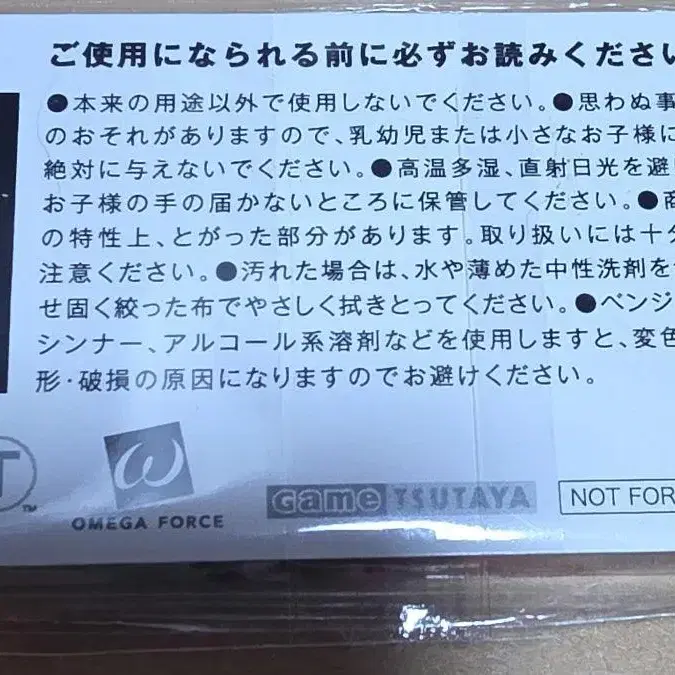 ご使用になられる前に必ずお読みくださ
●本来の用途以外で使用しないでください。●思わぬ事
のおそれがありますので、乳幼児または小さなお子様に
絶対に与えないでください。●高温多湿、直射日光を避
お子様の手の届かないところに保管してください。●商
の特性上、とがった部分があります。取り扱いには十分
注意ください。●汚れた場合は、水や薄めた中性洗剤を
せ固く絞った布でやさしく拭きとってください。●ベンジ
シンナー、アルコール系溶剤などを使用しますと、変色
形・破損の原因になりますのでお避けください。
T
TM
OMEGA FORCE
Game TSUTAYA
NOT FOR